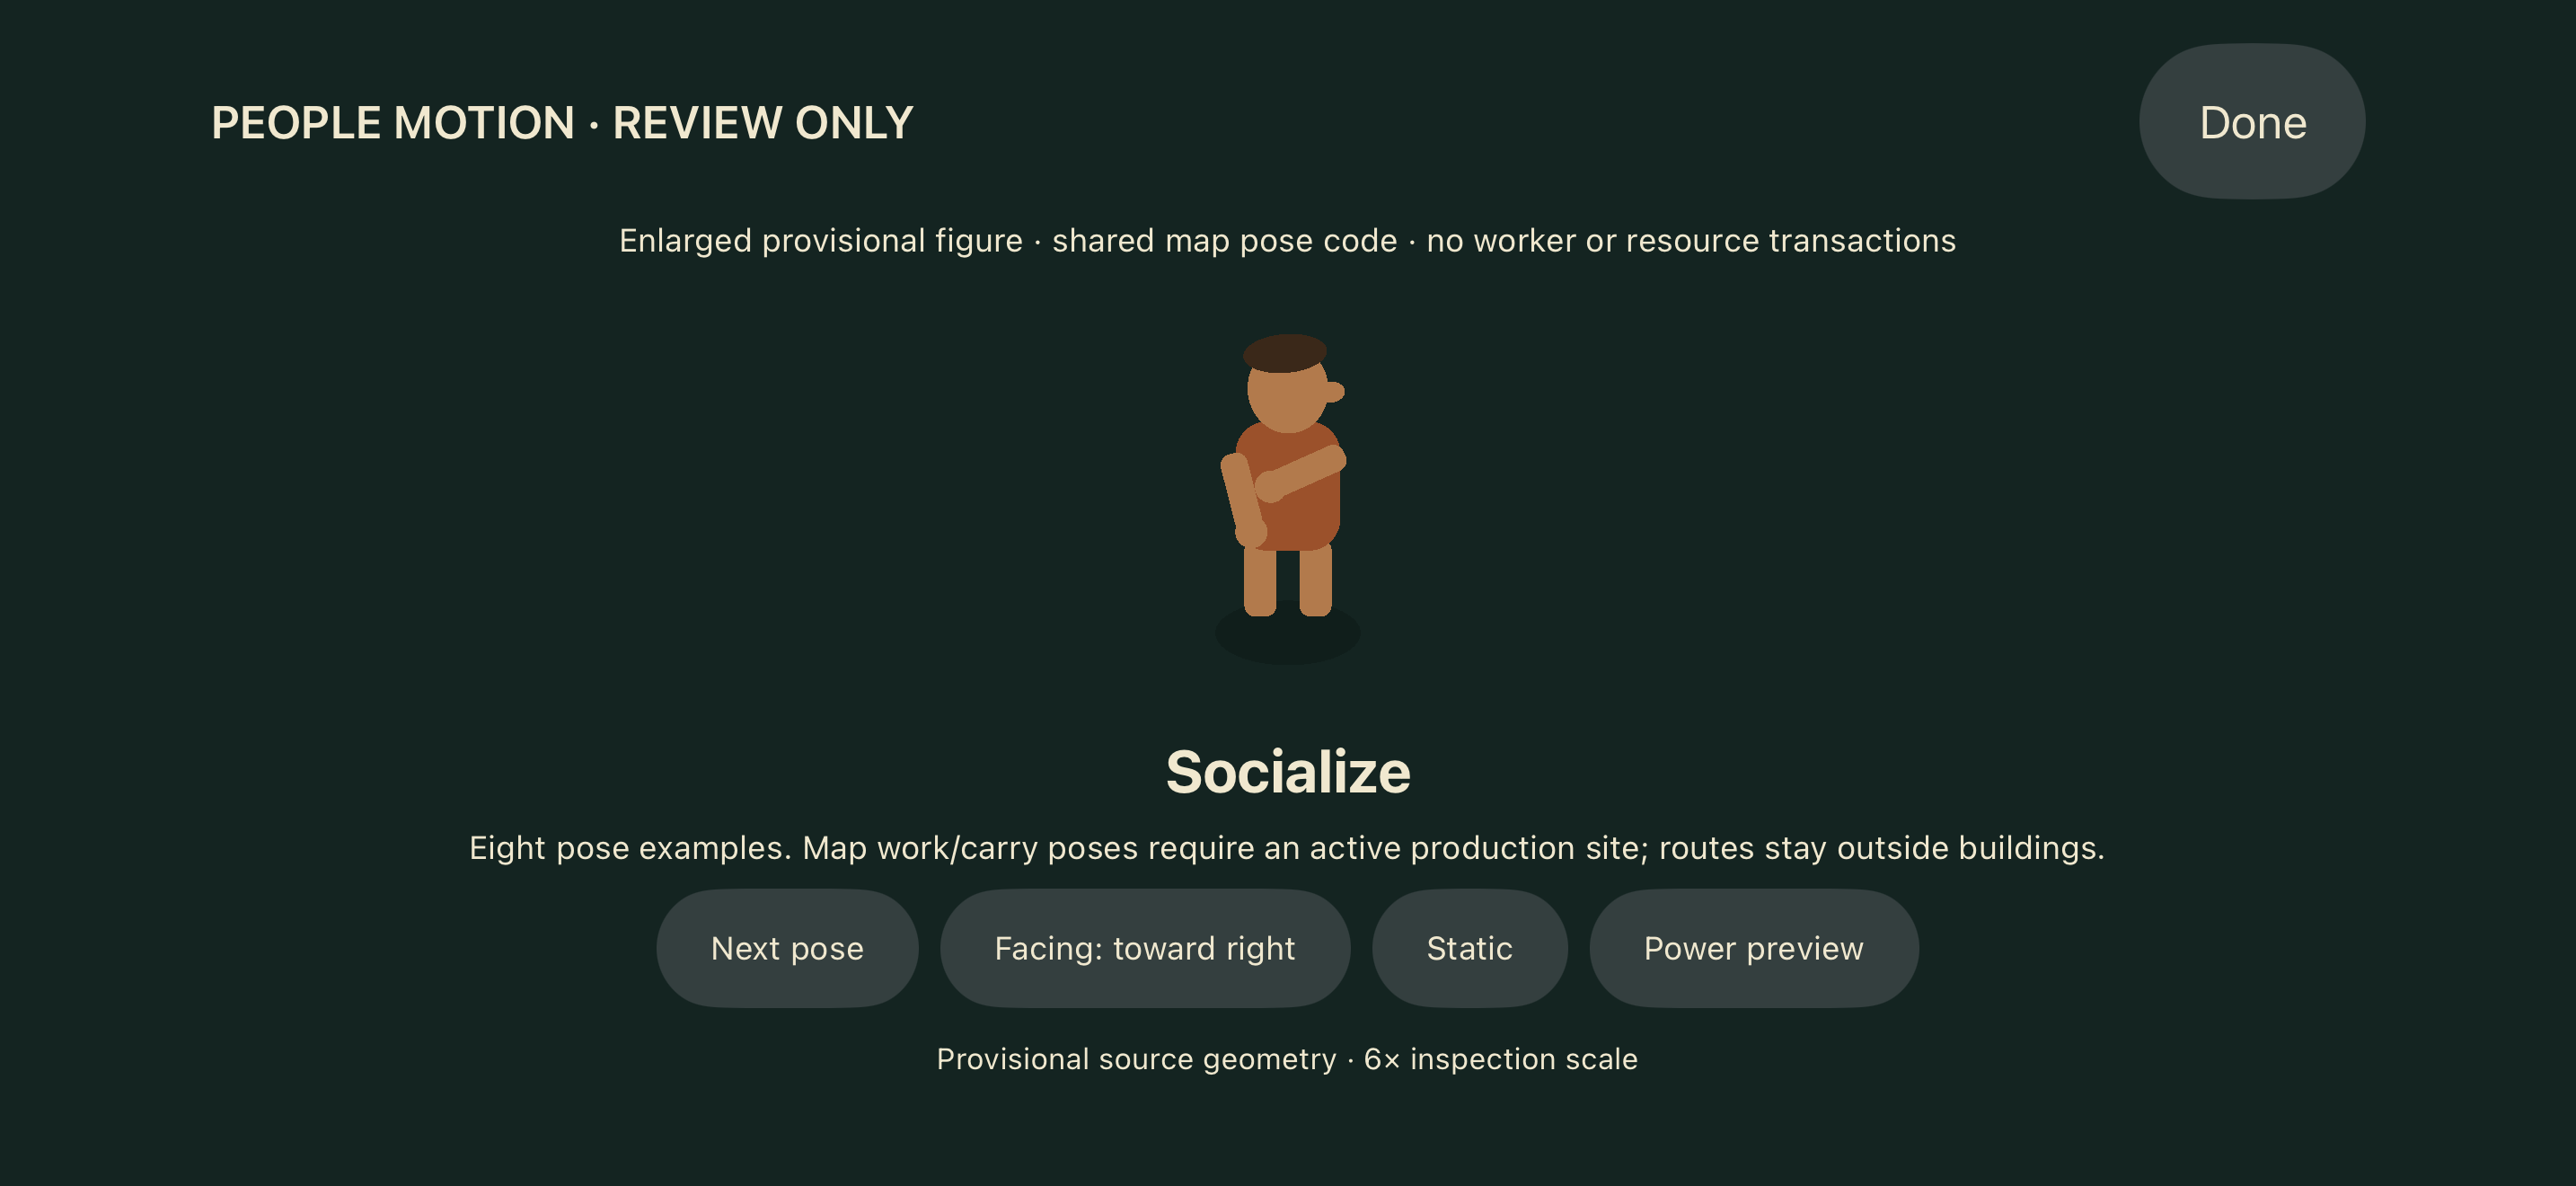 PEOPLE MOTION · REVIEW ONLY
Done
Enlarged provisional figure · shared map pose code · no worker or resource transactions
Socialize
Eight pose examples. Map work/carry poses require an active production site; routes stay outside buildings.
Next pose
Facing: toward right
Static
Power preview
Provisional source geometry · 6× inspection scale